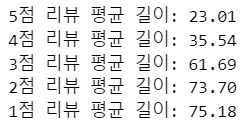 5점 리뷰 평균 길이: 23.01
4점 리뷰 평균 길이: 35.54
3점 리뷰 평균 길이: 61.69
2점 리뷰 평균 길이: 73.70
1점 리뷰 평균 길이: 75.18